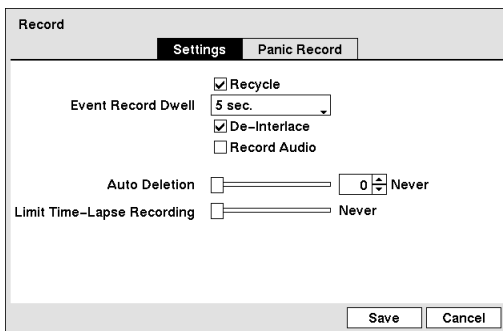 Record
Settings Panic Record
Recycle
Event Record Dwell 5 sec.
De-Interlace
Record Audio
Auto Deletion 0 Never
Limit Time-Lapse Recording Never
Save Cancel